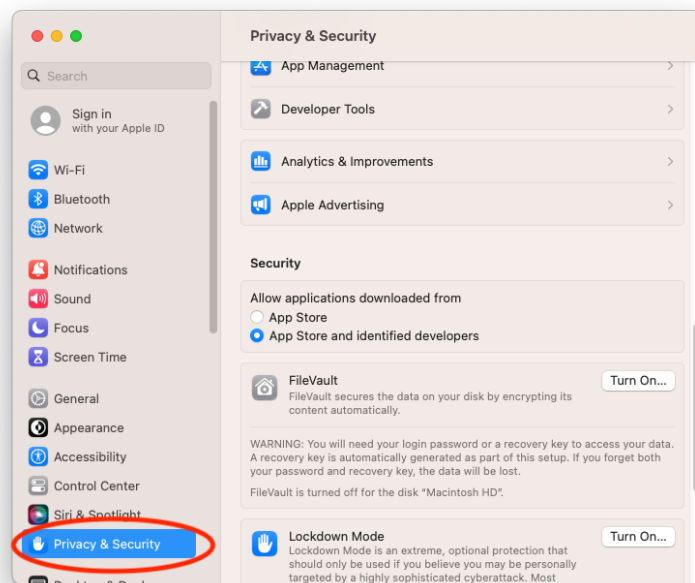 Privacy & Security
Search
Sign in
with your Apple ID
Wi-Fi
Bluetooth
Network
Notifications
Sound
Focus
Screen Time
General
Appearance
Accessibility
Control Center
Siri & Spotlight
Privacy & Security
Desktop & Dock
App Management
Developer Tools
Analytics & Improvements
Apple Advertising
Security
Allow applications downloaded from
App Store
App Store and identified developers
FileVault
Turn On...
FileVault secures the data on your disk by encrypting its
content automatically.
WARNING: You will need your login password or a recovery key to access your data.
A recovery key is automatically generated as part of this setup. If you forget both
your password and recovery key, the data will be lost.
FileVault is turned off for the disk “Macintosh HD”.
Lockdown Mode
Turn On...
Lockdown Mode is an extreme, optional protection that
should only be used if you believe you may be personally
targeted by a highly sophisticated cyberattack. Most